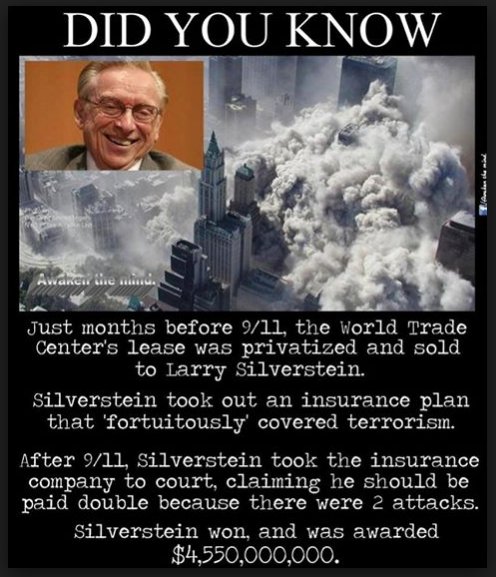 DID YOU KNOW
Awaken the mind.
Just months before 9/11, the World Trade
Center's lease was privatized and sold
to Larry Silverstein.
Silverstein took out an insurance plan
that 'fortuitously' covered terrorism.
After 9/11, Silverstein took the insurance
company to court, claiming he should be
paid double because there were 2 attacks.
Silverstein won, and was awarded
$4,550,000,000.